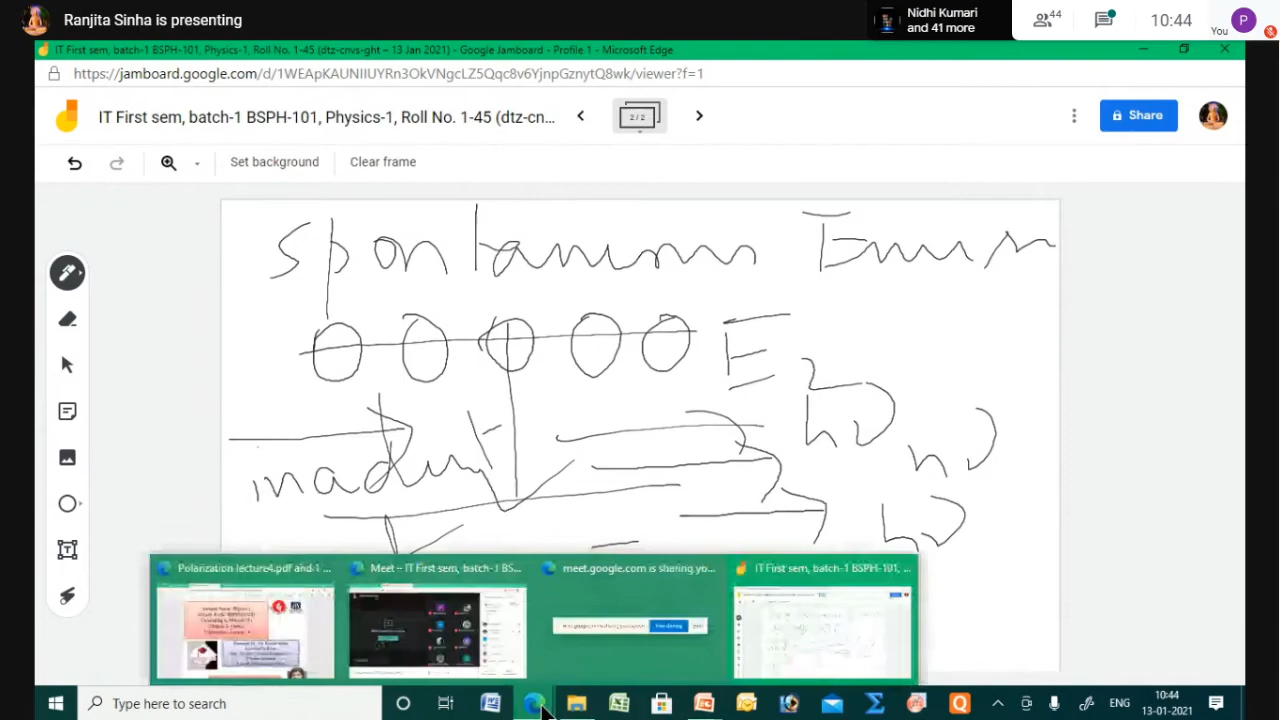 Ranjita Sinha is presenting
Nidhi Kumari
and 41 more
44
10:44
P
You
IT First sem, batch-1 BSPH-101, Physics-1, Roll No. 1-45 (dtz-cnvs-ght – 13 Jan 2021) - Google Jamboard - Profile 1 - Microsoft Edge
https://jamboard.google.com/d/1WEApKAUNIIUYRn3OkVNgcLZ5Qqc8v6YjnpGznytQ8wk/viewer?f=1
IT First sem, batch-1 BSPH-101, Physics-1, Roll No. 1-45 (dtz-cn...
2 / 2
Share
Set background
Clear frame
E
hν
hν
hν
Polarization lecture4.pdf and 1 ...
Meet – IT First sem, batch-1 BS...
meet.google.com is sharing yo...
IT First sem, batch-1 BSPH-101, ...
Type here to search
ENG
10:44
13-01-2021